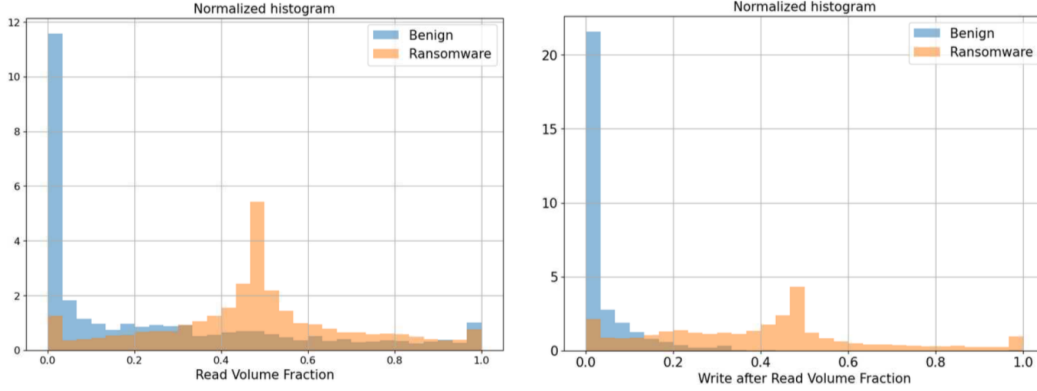 Normalized histogram
12
10
8
6
4
2
0
0.0 0.2 0.4 0.6 0.8 1.0
Read Volume Fraction
Benign
Ransomware
Normalized histogram
20
15
10
5
0
0.0 0.2 0.4 0.6 0.8 1.0
Write after Read Volume Fraction
Benign
Ransomware